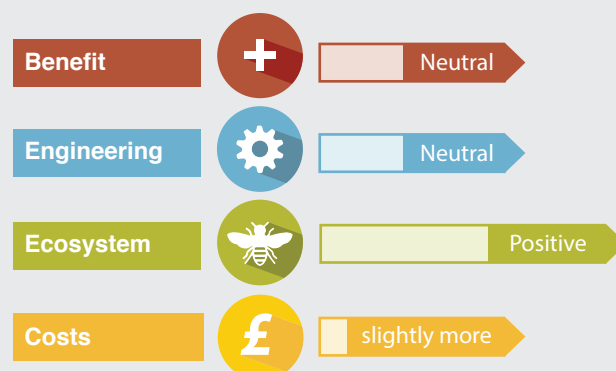 Benefit + Neutral
Engineering Neutral
Ecosystem Positive
Costs £ slightly more